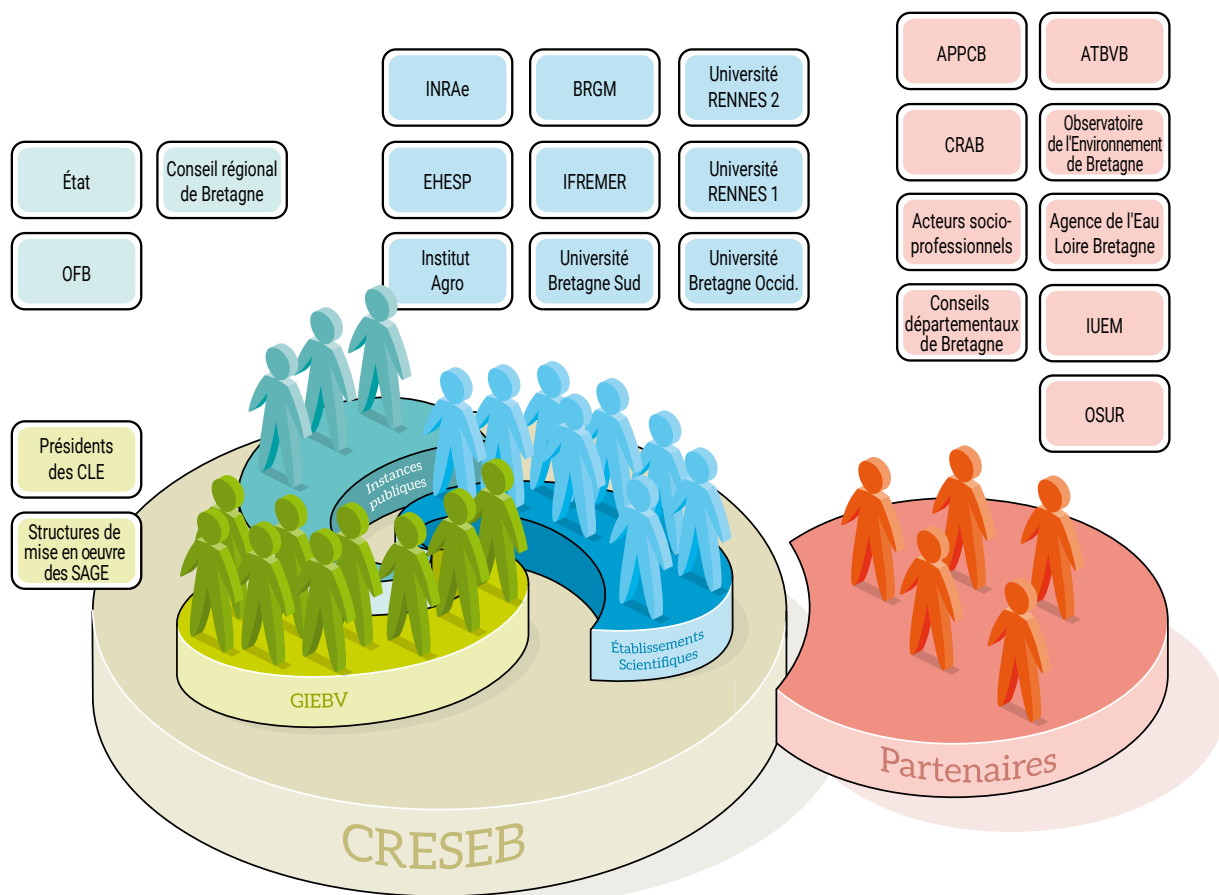 APPCB
ATBVB
INRAe
BRGM
Université
RENNES 2
CRAB
Observatoire
de l'Environnement
de Bretagne
État
Conseil régional
de Bretagne
EHESP
IFREMER
Université
RENNES 1
Acteurs socio-
professionnels
Agence de l'Eau
Loire Bretagne
OFB
Institut
Agro
Université
Bretagne Sud
Université
Bretagne Occid.
Conseils
départementaux
de Bretagne
IUEM
OSUR
Présidents
des CLE
Structures de
mise en oeuvre
des SAGE
Instances
publiques
Établissements
Scientifiques
GIEBV
Partenaires
CRESEB